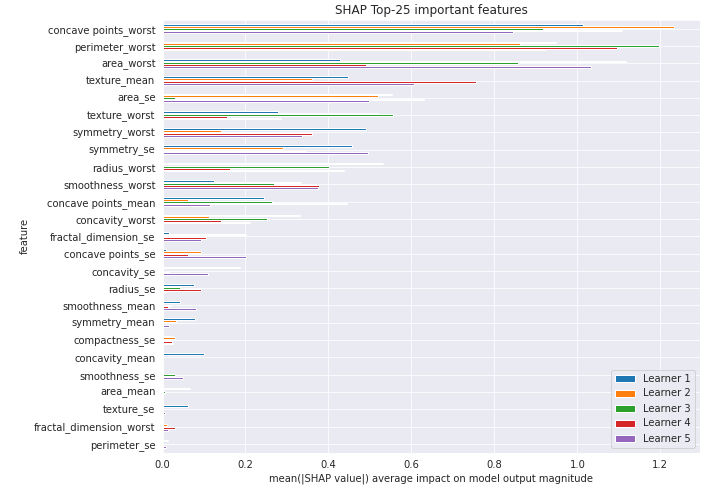 SHAP Top-25 important features
concave points_worst
perimeter_worst
area_worst
texture_mean
area_se
texture_worst
symmetry_worst
symmetry_se
radius_worst
smoothness_worst
concave points_mean
concavity_worst
fractal_dimension_se
concave points_se
concavity_se
radius_se
smoothness_mean
symmetry_mean
compactness_se
concavity_mean
smoothness_se
area_mean
texture_se
fractal_dimension_worst
perimeter_se
feature
Learner 1
Learner 2
Learner 3
Learner 4
Learner 5
0.0 0.2 0.4 0.6 0.8 1.0 1.2
mean(|SHAP value|) average impact on model output magnitude